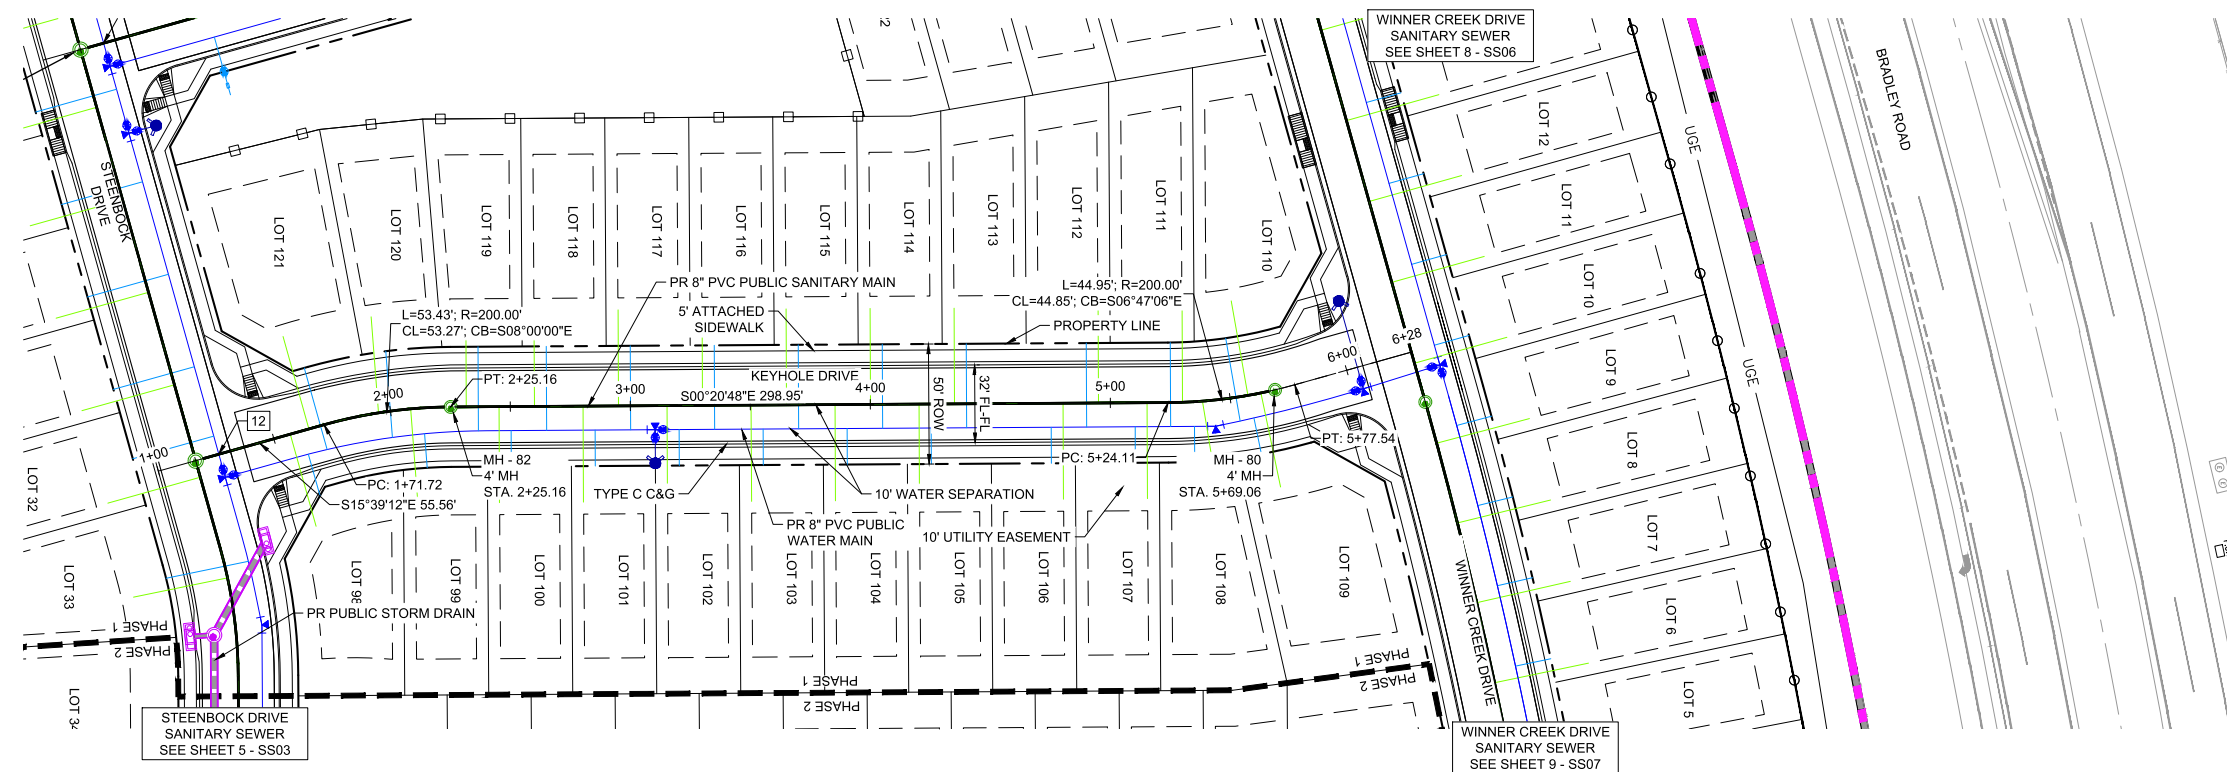 WINNER CREEK DRIVE
SANITARY SEWER
SEE SHEET 8 - SS06
BRADLEY ROAD
UGE
UGE
STEENBOCK
DRIVE
LOT 121
LOT 120
LOT 119
LOT 118
LOT 117
LOT 116
LOT 115
LOT 114
LOT 113
LOT 112
LOT 111
LOT 110
LOT 12
LOT 11
LOT 10
LOT 9
LOT 8
LOT 7
LOT 6
LOT 5
PR 8" PVC PUBLIC SANITARY MAIN
5' ATTACHED
SIDEWALK
L=44.95'; R=200.00'
CL=44.85'; CB=S06°47'06"E
PROPERTY LINE
L=53.43'; R=200.00'
CL=53.27'; CB=S08°00'00"E
PT: 2+25.16
KEYHOLE DRIVE
S00°20'48"E 298.95'
1+00
2+00
3+00
4+00
5+00
6+00
6+28
50' ROW
32' FL-FL
12
PC: 1+71.72
S15°39'12"E 55.56'
MH - 82
4' MH
STA. 2+25.16
TYPE C C&G
10' WATER SEPARATION
PR 8" PVC PUBLIC
WATER MAIN
10' UTILITY EASEMENT
PC: 5+24.11
MH - 80
4' MH
STA. 5+69.06
PT: 5+77.54
LOT 32
LOT 33
LOT 34
LOT 98
LOT 99
LOT 100
LOT 101
LOT 102
LOT 103
LOT 104
LOT 105
LOT 106
LOT 107
LOT 108
LOT 109
PR PUBLIC STORM DRAIN
PHASE 1
PHASE 2
PHASE 1
PHASE 2
PHASE 1
PHASE 2
WINNER CREEK DRIVE
STEENBOCK DRIVE
SANITARY SEWER
SEE SHEET 5 - SS03
WINNER CREEK DRIVE
SANITARY SEWER
SEE SHEET 9 - SS07